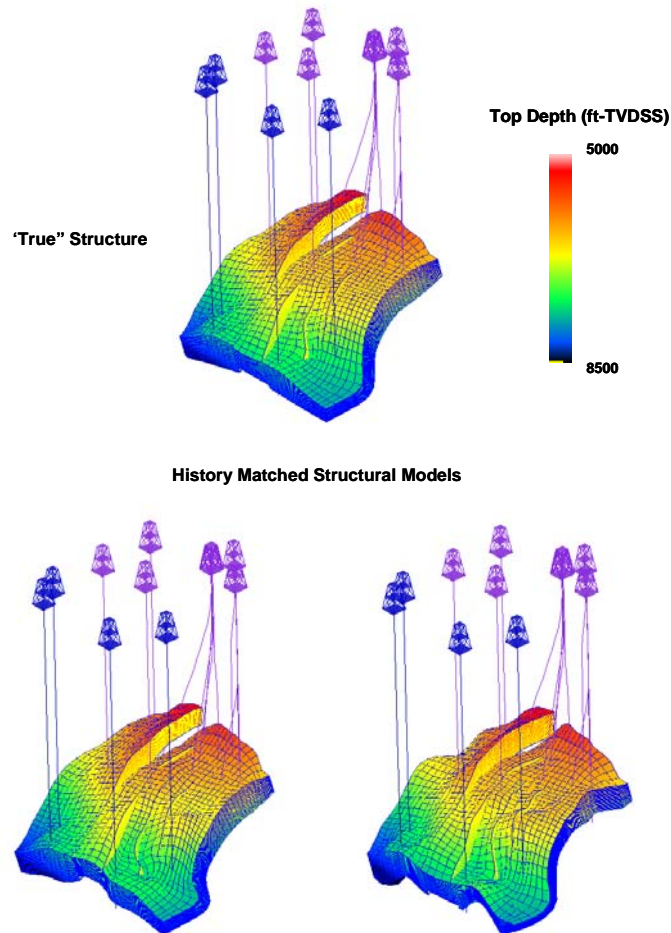 Top Depth (ft-TVDSS)
5000
‘True” Structure
8500
History Matched Structural Models